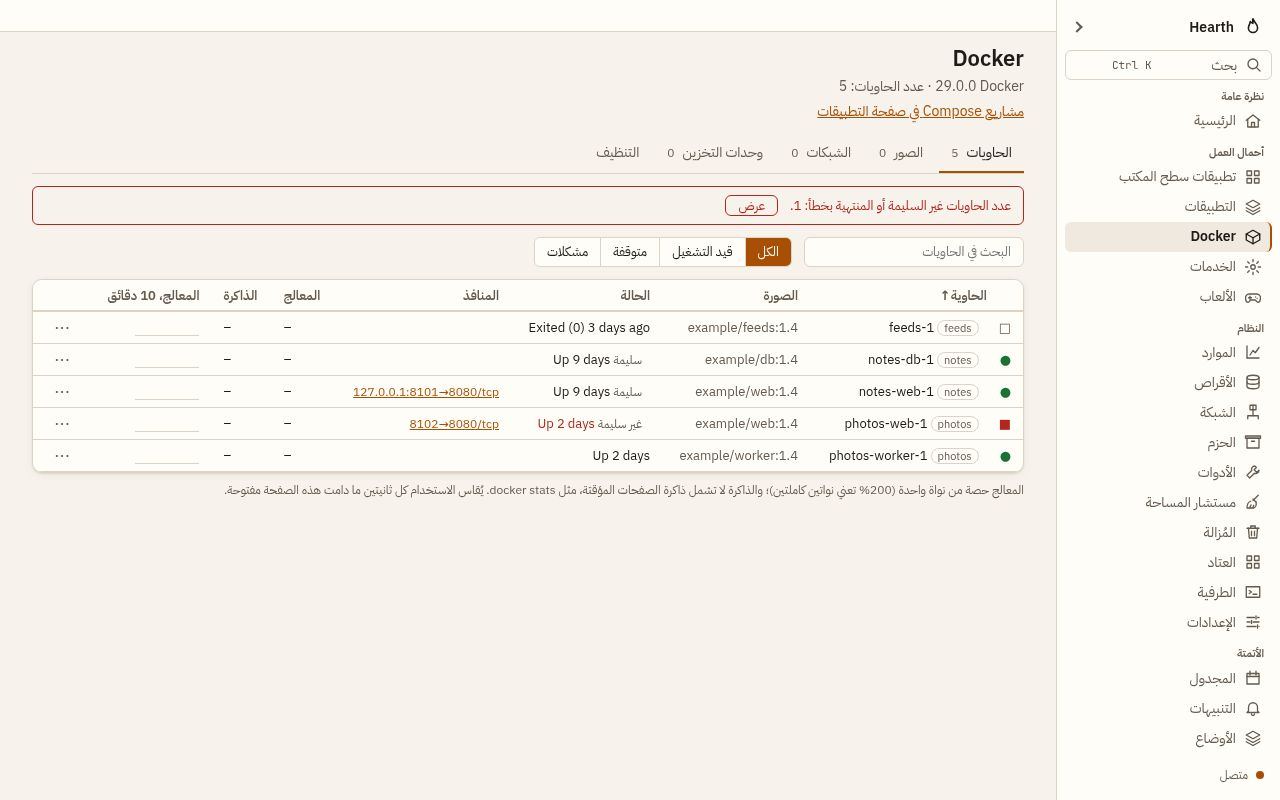 Hearth
بحث Ctrl K
نظرة عامة
الرئيسية
أحمال العمل
تطبيقات سطح المكتب
التطبيقات
Docker
الخدمات
الألعاب
النظام
الموارد
الأقراص
الشبكة
الحزم
الأدوات
مستشار المساحة
المُزالة
العتاد
الطرفية
الإعدادات
الأتمتة
المجدول
التنبيهات
الأوضاع
متصل
Docker
29.0.0 Docker · عدد الحاويات: 5
مشاريع Compose في صفحة التطبيقات
الحاويات 5 الصور 0 الشبكات 0 وحدات التخزين 0 التنظيف
عدد الحاويات غير السليمة أو المنتهية بخطأ: 1. عرض
البحث في الحاويات الكل قيد التشغيل متوقفة مشكلات
الحاوية ↑ الصورة الحالة المنافذ المعالج الذاكرة المعالج، 10 دقائق
feeds-1 feeds example/feeds:1.4 Exited (0) 3 days ago – – ⋯
notes-db-1 notes example/db:1.4 Up 9 days سليمة – – ⋯
notes-web-1 notes example/web:1.4 Up 9 days سليمة 127.0.0.1:8101→8080/tcp – – ⋯
photos-web-1 photos example/web:1.4 Up 2 days غير سليمة 8102→8080/tcp – – ⋯
photos-worker-1 photos example/worker:1.4 Up 2 days – – ⋯
المعالج حصة من نواة واحدة (200% تعني نواتين كاملتين)؛ والذاكرة لا تشمل ذاكرة الصفحات المؤقتة، مثل docker stats. يُقاس الاستخدام كل ثانيتين ما دامت هذه الصفحة مفتوحة.